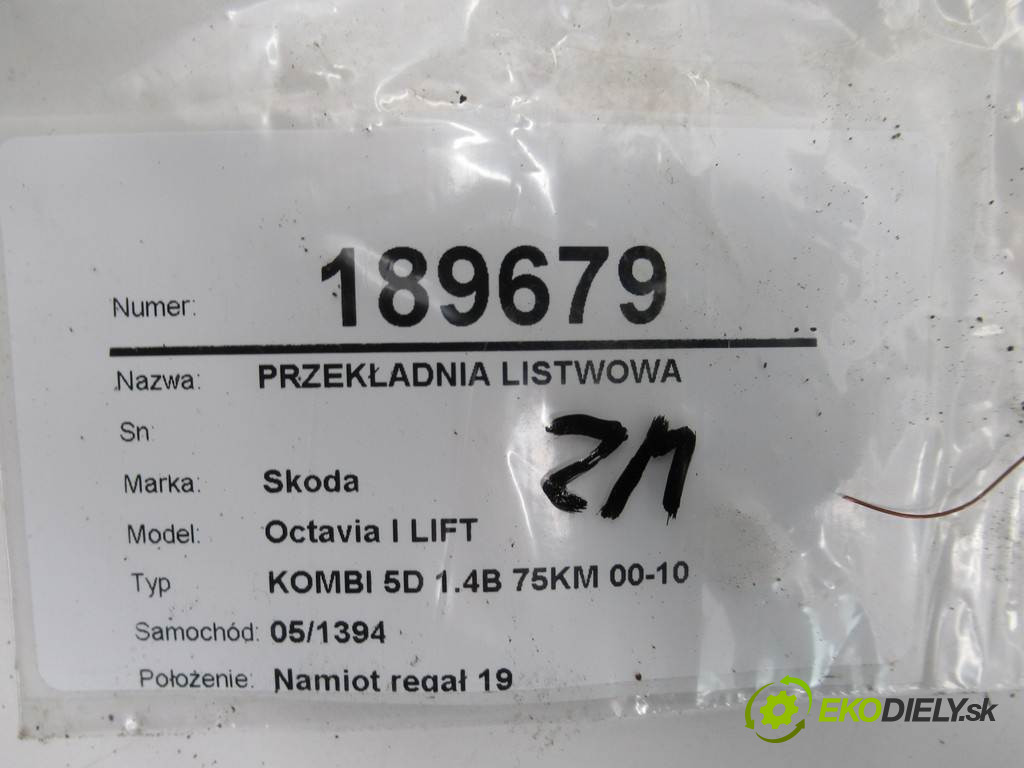 Numer: 189679
Nazwa: PRZEKŁADNIA LISTWOWA
Sn
ZM
Marka: Skoda
Model: Octavia I LIFT
Typ KOMBI 5D 1.4B 75KM 00-10
Samochód: 05/1394
Położenie: Namiot regał 19
EKODIELY.sk